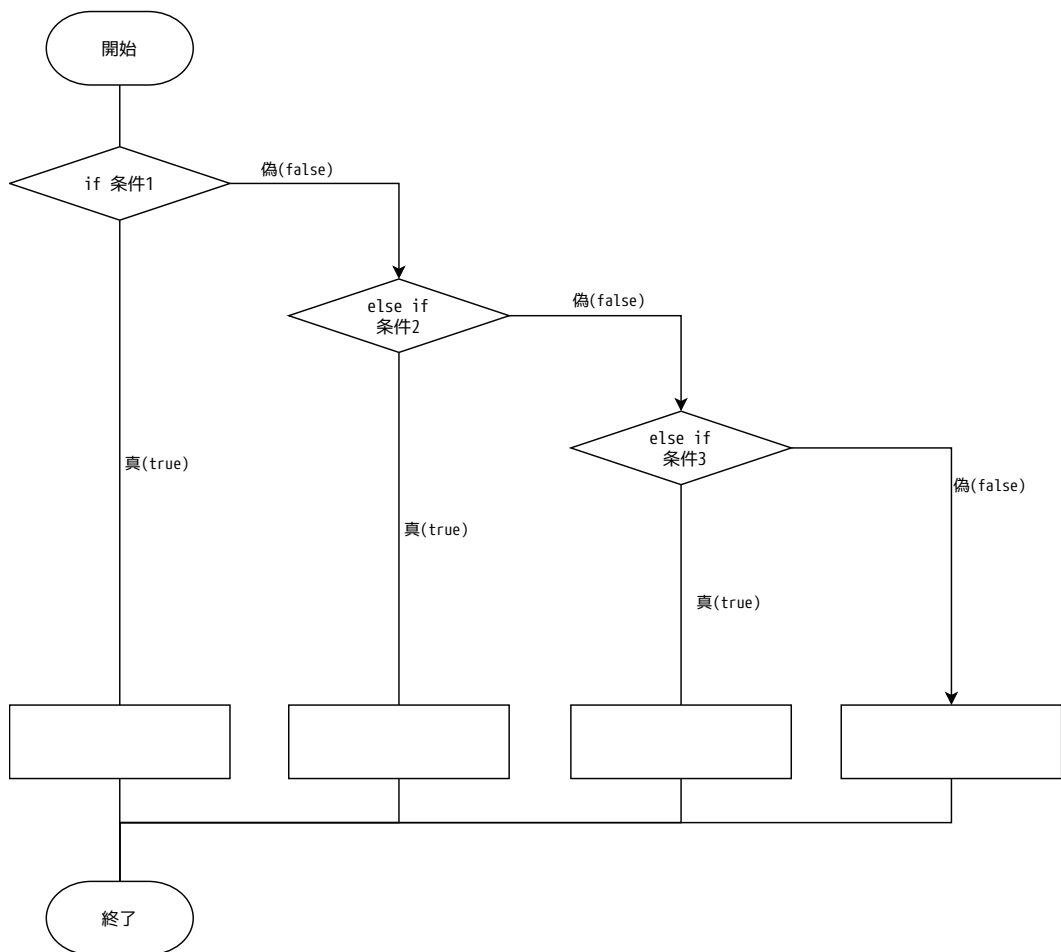 開始
if 条件1
偽(false)
else if
条件2
偽(false)
else if
条件3
真(true)
偽(false)
真(true)
真(true)
終了